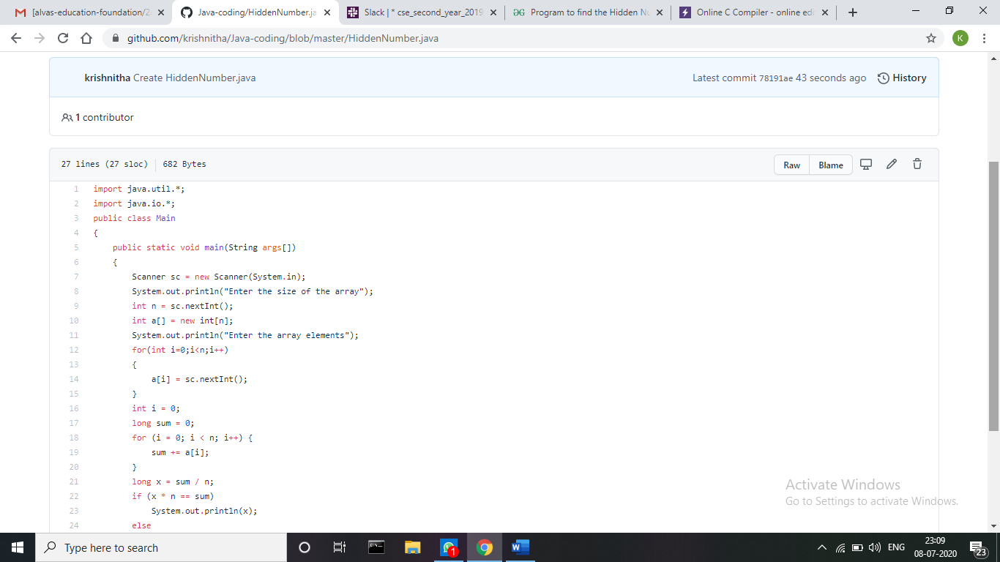 [alvas-education-foundation/2
Java-coding/HiddenNumber.ja
Slack | * cse_second_year_2019
Program to find the Hidden Nu
Online C Compiler - online edi
github.com/krishnitha/Java-coding/blob/master/HiddenNumber.java
K
krishnitha Create HiddenNumber.java
Latest commit 78191ae 43 seconds ago
History
1 contributor
27 lines (27 sloc) 682 Bytes
Raw
Blame
1 import java.util.*;
2 import java.io.*;
3 public class Main
4 {
5     public static void main(String args[])
6     {
7         Scanner sc = new Scanner(System.in);
8         System.out.println("Enter the size of the array");
9         int n = sc.nextInt();
10         int a[] = new int[n];
11         System.out.println("Enter the array elements");
12         for(int i=0;i<n;i++)
13         {
14             a[i] = sc.nextInt();
15         }
16         int i = 0;
17         long sum = 0;
18         for (i = 0; i < n; i++) {
19             sum += a[i];
20         }
21         long x = sum / n;
22         if (x * n == sum)
23             System.out.println(x);
24         else
Activate Windows
Go to Settings to activate Windows.
Type here to search
1
W
ENG
23:09
08-07-2020
23